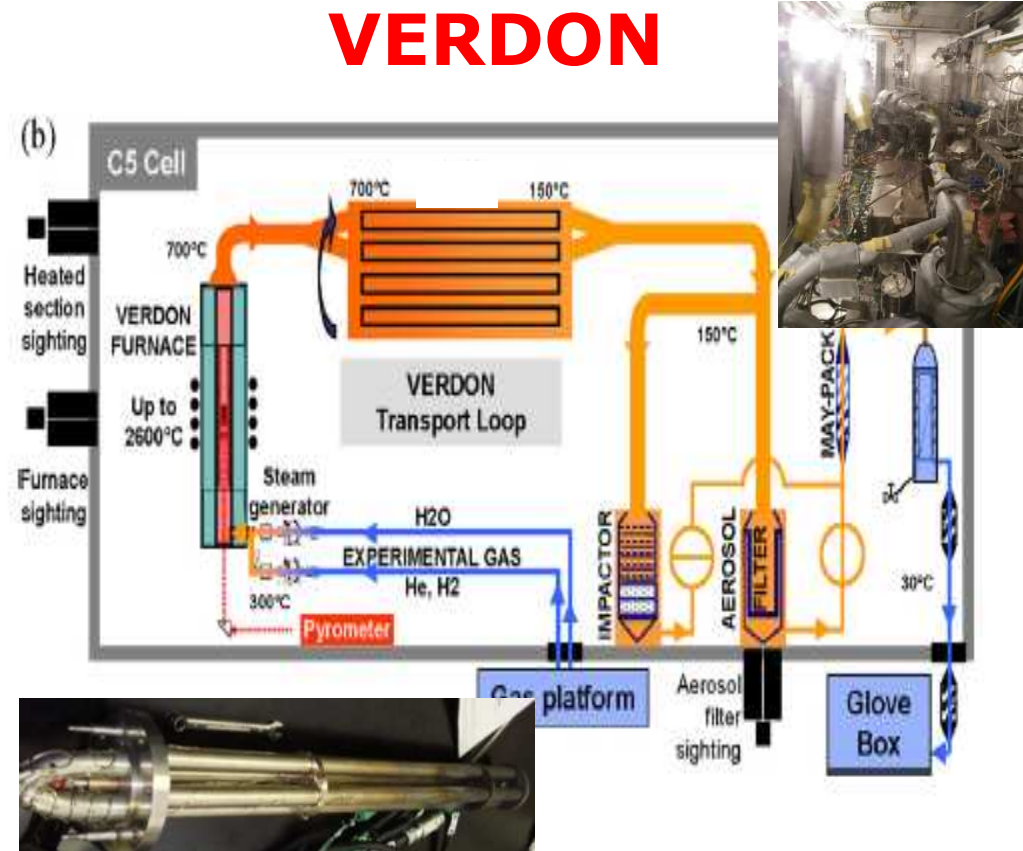 VERDON
(b)
C5 Cell
700°C
150°C
700°C
Heated
section
sighting
VERDON
FURNACE
150°C
MAY-PACK
VERDON
Transport Loop
Up to
2600°C
Furnace
sighting
Steam
generator
H2O
EXPERIMENTAL GAS
He, H2
300°C
IMPACTOR
AEROSOL
FILTER
30°C
Pyrometer
Gas platform
Aerosol
filter
sighting
Glove
Box